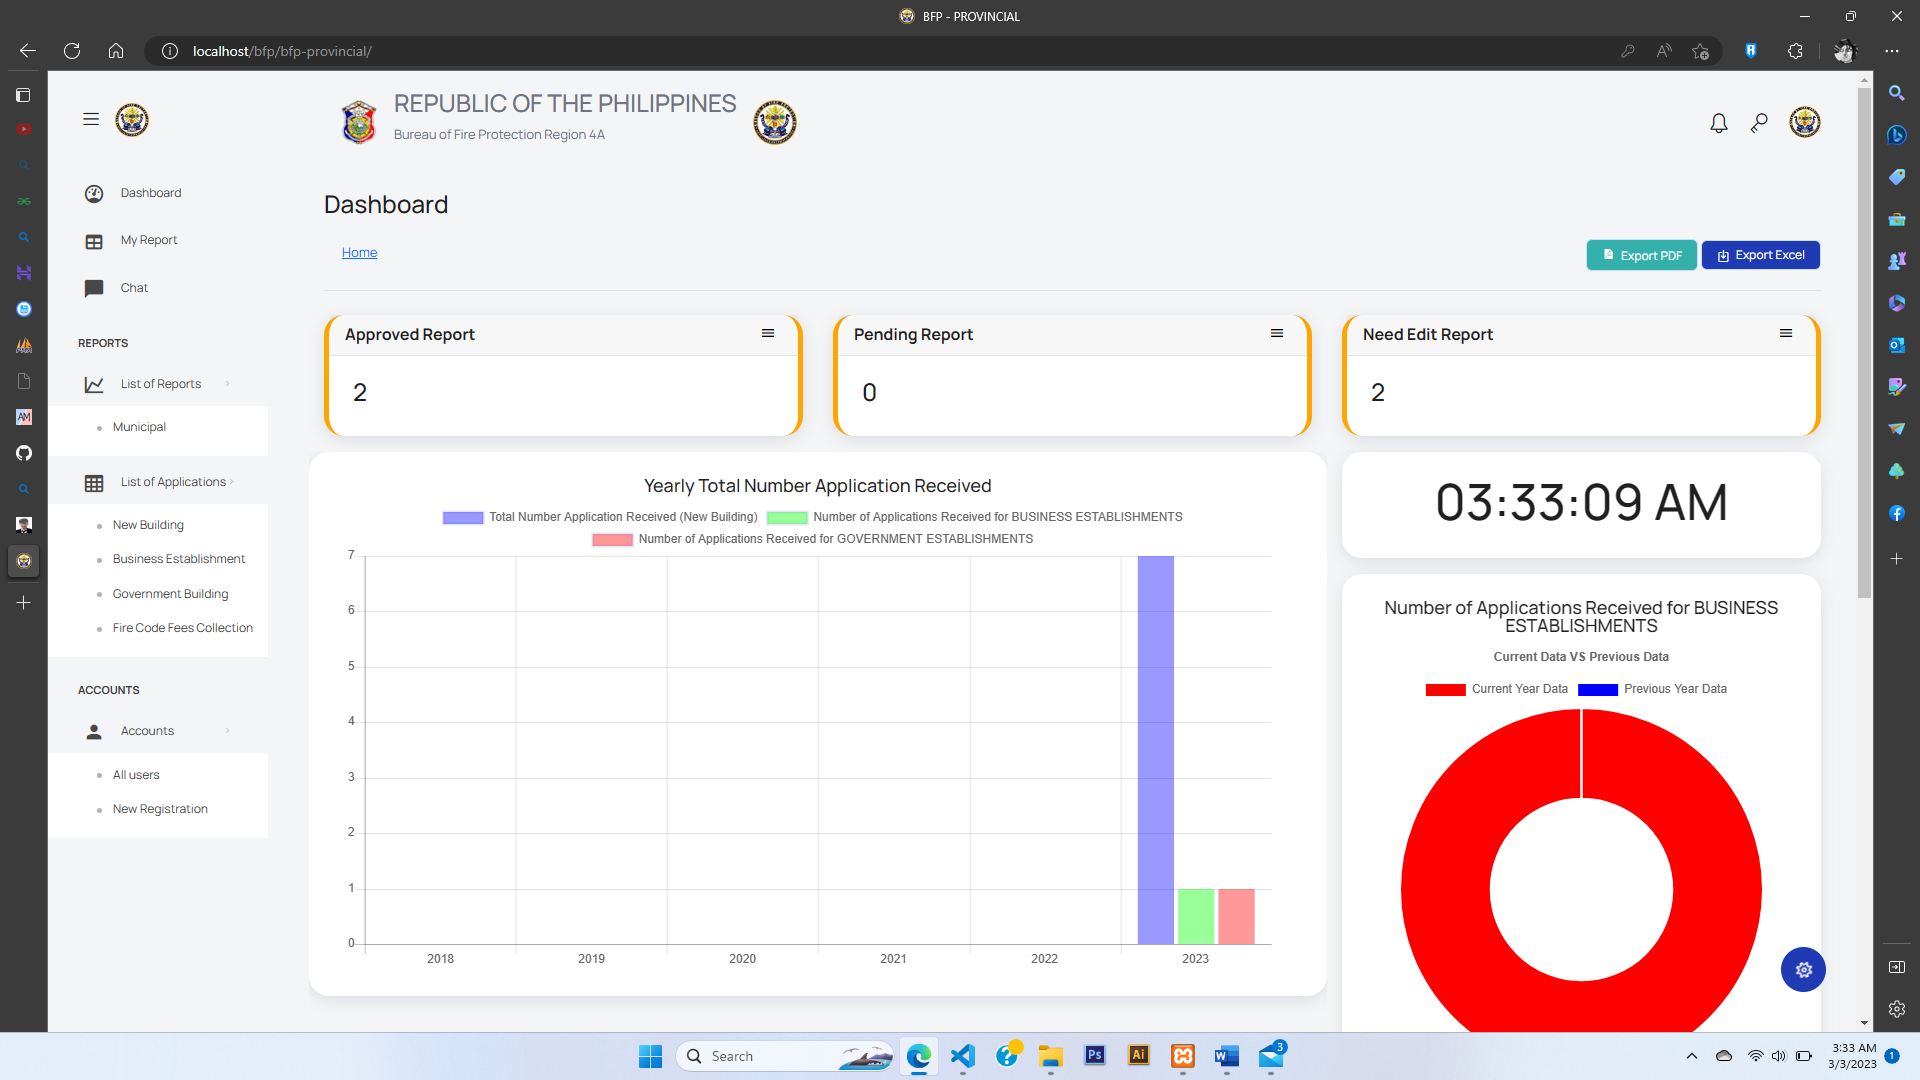 BFP - PROVINCIAL
localhost/bfp/bfp-provincial/
REPUBLIC OF THE PHILIPPINES
Bureau of Fire Protection Region 4A
Dashboard
My Report
Chat
REPORTS
List of Reports
Municipal
List of Applications
New Building
Business Establishment
Government Building
Fire Code Fees Collection
ACCOUNTS
Accounts
All users
New Registration
Dashboard
Home
Export PDF
Export Excel
Approved Report
2
Pending Report
0
Need Edit Report
2
Yearly Total Number Application Received
Total Number Application Received (New Building)
Number of Applications Received for BUSINESS ESTABLISHMENTS
Number of Applications Received for GOVERNMENT ESTABLISHMENTS
7
6
5
4
3
2
1
0
2018
2019
2020
2021
2022
2023
03:33:09 AM
Number of Applications Received for BUSINESS
ESTABLISHMENTS
Current Data VS Previous Data
Current Year Data
Previous Year Data
AM
Search
Ps
Ai
3
3:33 AM
3/3/2023
1